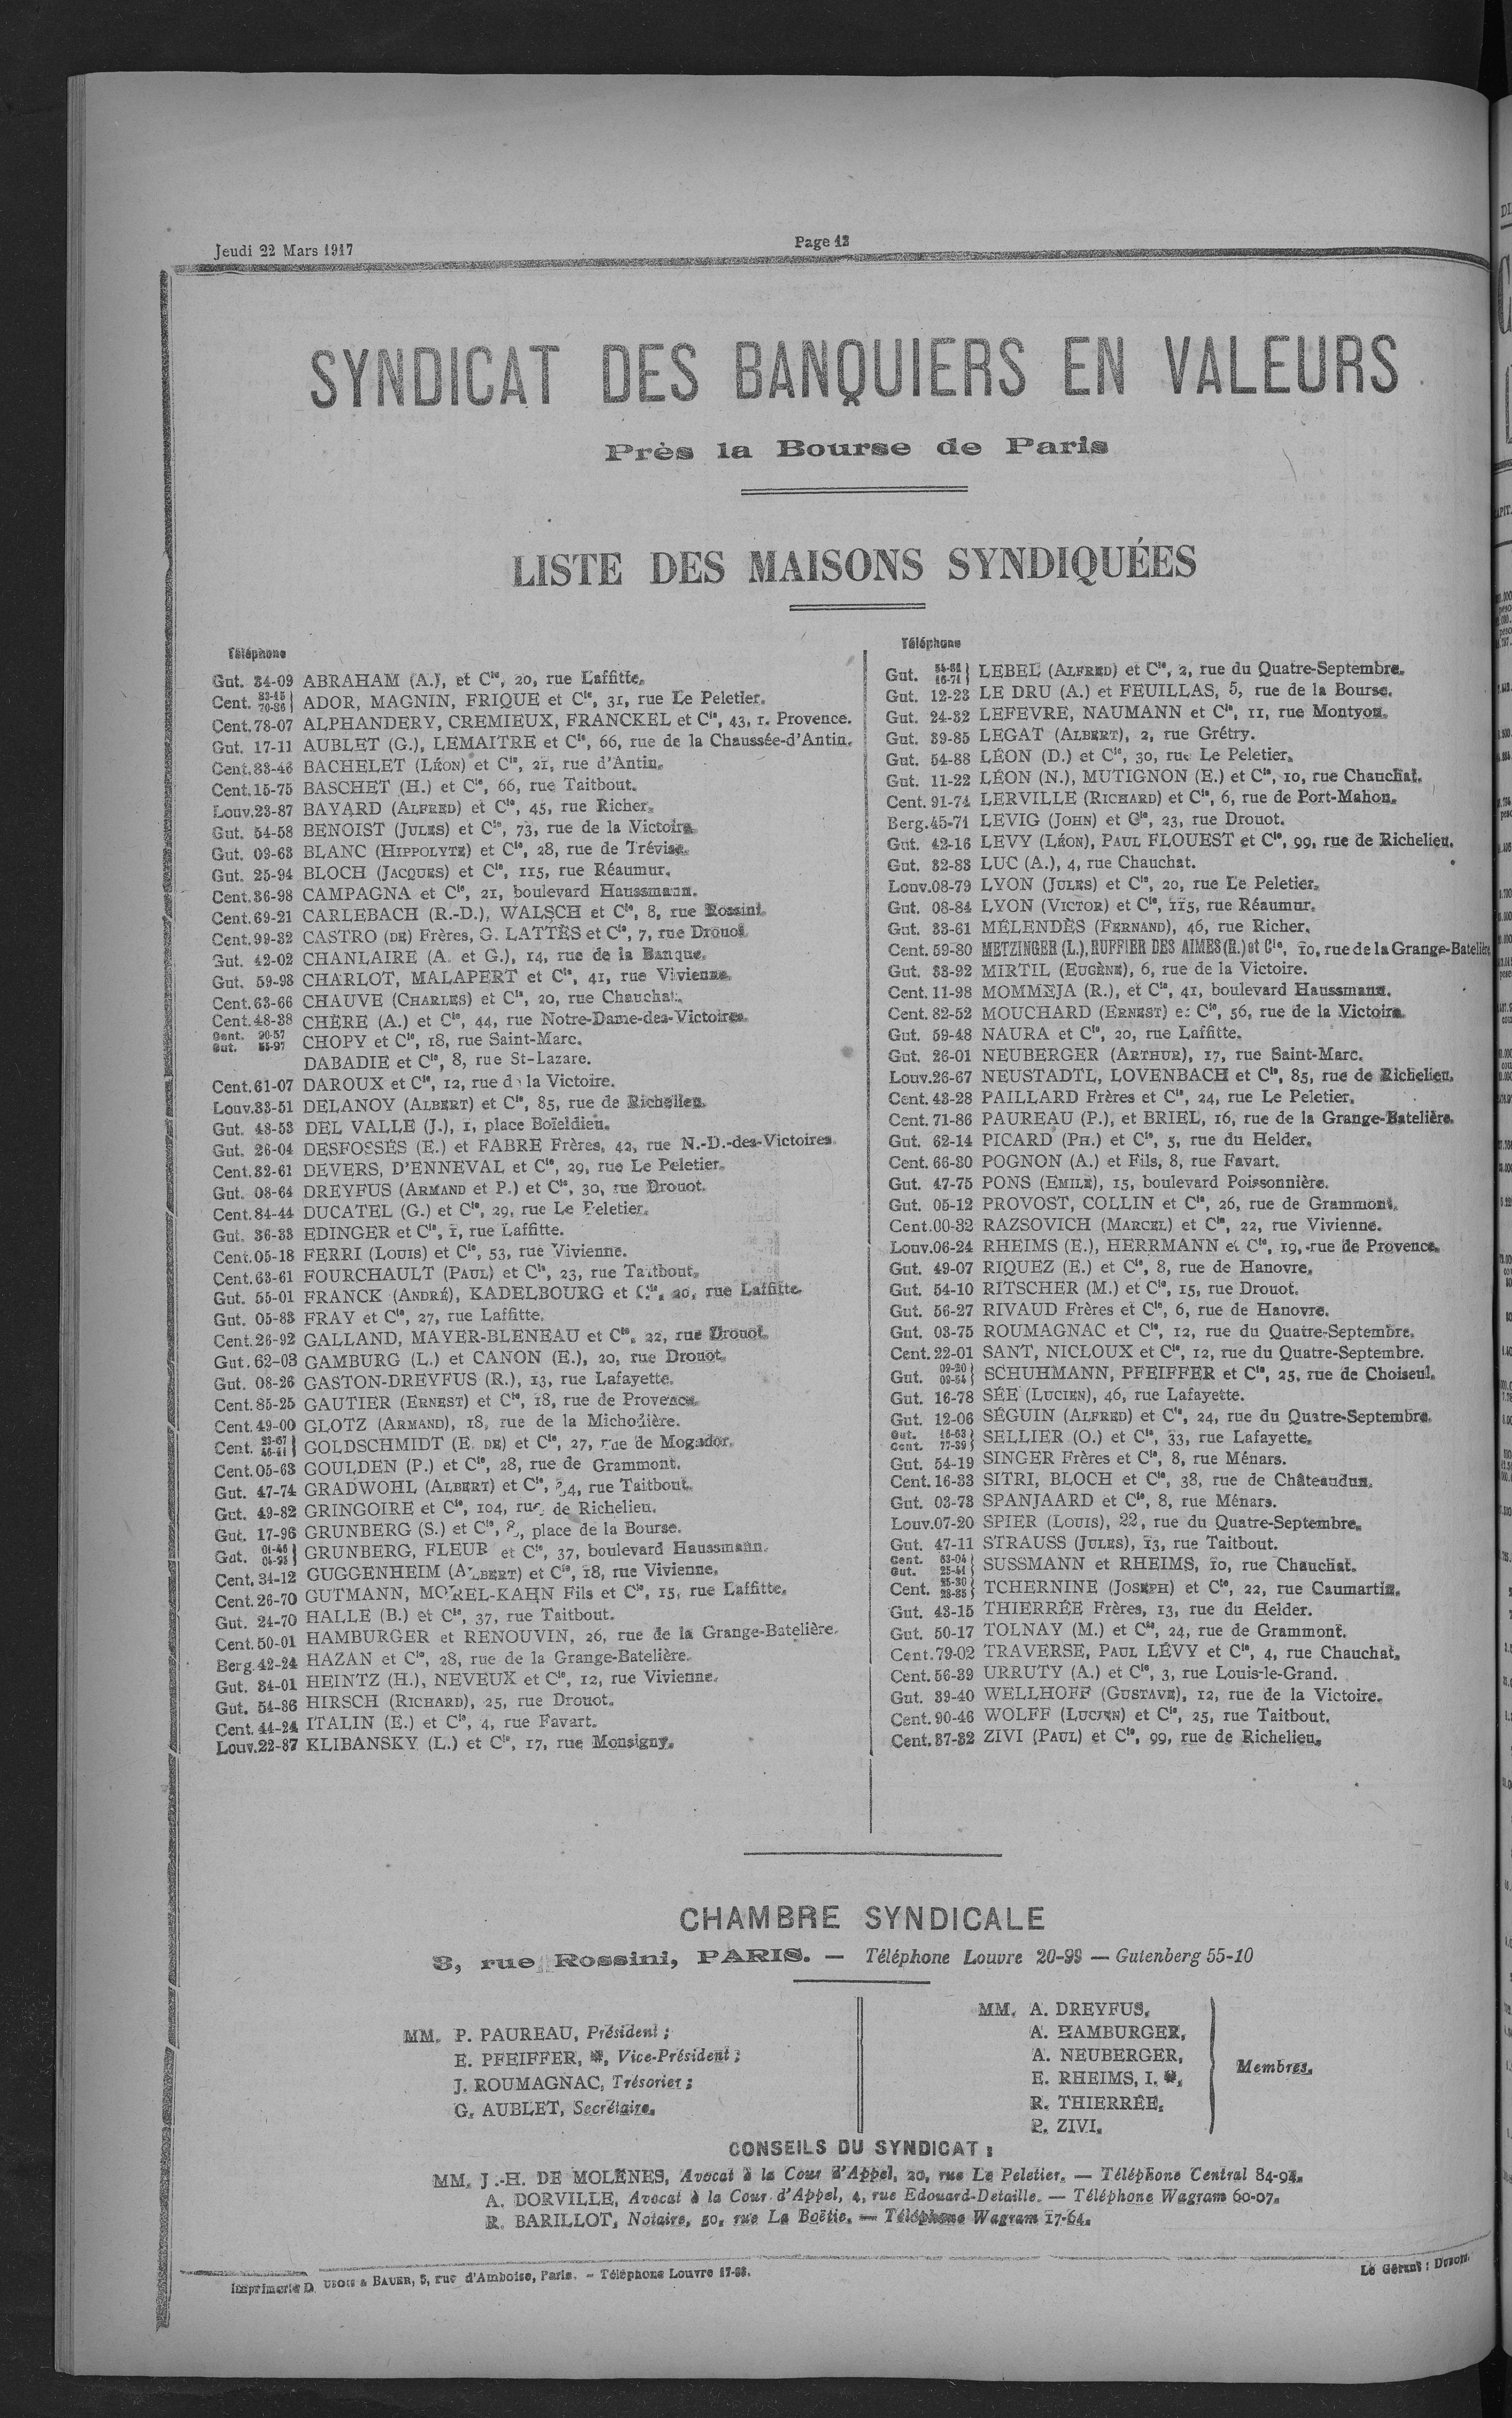 Jeudi 22 Mars 1917
Page 12
SYNDICAT DES BANQUIERS EN VALEURS
Près la Bourse de Paris
LISTE DES MAISONS SYNDIQUÉES
Téléphone
Gut. 34-09 ABRAHAM (A.), et Cie, 20, rue Laffitte.
Cent. 33-15 70-86 } ADOR, MAGNIN, FRIQUE et Cie, 31, rue Le Peletier.
Cent.78-07 ALPHANDERY, CREMIEUX, FRANCKEL et Cie, 43, r. Provence.
Gut. 17-11 AUBLET (G.), LEMAITRE et Cie, 66, rue de la Chaussée-d'Antin.
Cent.33-46 BACHELET (LÉON) et Cie, 21, rue d'Antin.
Cent.15-75 BASCHET (H.) et Cie, 66, rue Taitbout.
Louv.23-87 BAYARD (ALFRED) et Cie, 45, rue Richer.
Gut. 54-58 BENOIST (JULES) et Cie, 73, rue de la Victoire.
Gut. 09-63 BLANC (HIPPOLYTE) et Cie, 28, rue de Trévise.
Gut. 25-94 BLOCH (JACQUES) et Cie, 115, rue Réaumur.
Cent.36-98 CAMPAGNA et Cie, 21, boulevard Haussmann.
Cent.69-21 CARLEBACH (R.-D.), WALSCH et Cie, 8, rue Rossini.
Cent.99-32 CASTRO (DE) Frères, G. LATTÈS et Cie, 7, rue Drouot.
Gut. 42-02 CHANLAIRE (A. et G.), 14, rue de la Banque.
Gut. 59-98 CHARLOT, MALAPERT et Cie, 41, rue Vivienne.
Cent.63-66 CHAUVE (CHARLES) et Cie, 20, rue Chauchat.
Cent.48-38 CHÈRE (A.) et Cie, 44, rue Notre-Dame-des-Victoires.
Cent. 20-57 Gut. 55-97 CHOPY et Cie, 18, rue Saint-Marc.
DABADIE et Cie, 8, rue St-Lazare.
Cent.61-07 DAROUX et Cie, 12, rue de la Victoire.
Louv.33-51 DELANOY (ALBERT) et Cie, 85, rue de Richelieu.
Gut. 48-53 DEL VALLE (J.), 1, place Boïeldieu.
Gut. 26-04 DESFOSSÉS (E.) et FABRE Frères, 42, rue N.-D.-des-Victoires.
Cent.32-61 DEVERS, D'ENNEVAL et Cie, 29, rue Le Peletier.
Gut. 08-64 DREYFUS (ARMAND et P.) et Cie, 30, rue Drouot.
Cent.84-44 DUCATEL (G.) et Cie, 29, rue Le Peletier.
Gut. 36-33 EDINGER et Cie, 1, rue Laffitte.
Cent.05-18 FERRI (LOUIS) et Cie, 53, rue Vivienne.
Cent.63-61 FOURCHAULT (PAUL) et Cie, 23, rue Taitbout.
Gut. 55-01 FRANCK (ANDRÉ), KADELBOURG et Cie, 20, rue Laffitte.
Gut. 05-83 FRAY et Cie, 27, rue Laffitte.
Cent.26-92 GALLAND, MAYER-BLENEAU et Cie, 22, rue Drouot.
Gut. 62-03 GAMBURG (L.) et CANON (E.), 20, rue Drouot.
Gut. 08-26 GASTON-DREYFUS (R.), 13, rue Lafayette.
Cent.85-25 GAUTIER (ERNEST) et Cie, 18, rue de Provence.
Cent.49-00 GLOTZ (ARMAND), 18, rue de la Michodière.
Cent. 23-67 46-41 } GOLDSCHMIDT (E. DE) et Cie, 27, rue de Mogador.
Cent.05-63 GOULDEN (P.) et Cie, 28, rue de Grammont.
Gut. 47-74 GRADWOHL (ALBERT) et Cie, 4, rue Taitbout.
Gut. 49-82 GRINGOIRE et Cie, 104, rue de Richelieu.
Gut. 17-96 GRUNBERG (S.) et Cie, place de la Bourse.
Gut. } GRUNBERG, FLEUR et Cie, 37, boulevard Haussmann.
Cent. 34-12 GUGGENHEIM (ALBERT) et Cie, 18, rue Vivienne.
Cent.26-70 GUTMANN, MOREL-KAHN Fils et Cie, 15, rue Laffitte.
Gut. 24-70 HALLE (B.) et Cie, 37, rue Taitbout.
Cent.50-01 HAMBURGER et RENOUVIN, 26, rue de la Grange-Batelière.
Berg.42-24 HAZAN et Cie, 28, rue de la Grange-Batelière.
Gut. 34-01 HEINTZ (H.), NEVEUX et Cie, 12, rue Vivienne.
Gut. 54-86 HIRSCH (RICHARD), 25, rue Drouot.
Cent.44-24 ITALIN (E.) et Cie, 4, rue Favart.
Louv.22-87 KLIBANSKY (L.) et Cie, 17, rue Monsigny.
Téléphone
Gut. 54-64 16-71 } LEBEL (ALFRED) et Cie, 2, rue du Quatre-Septembre.
Gut. 12-23 LE DRU (A.) et FEUILLAS, 5, rue de la Bourse.
Gut. 24-32 LEFEVRE, NAUMANN et Cie, 11, rue Montyon.
Gut. 39-85 LEGAT (ALBERT), 2, rue Grétry.
Gut. 54-88 LÉON (D.) et Cie, 30, rue Le Peletier.
Gut. 11-22 LÉON (N.), MUTIGNON (E.) et Cie, 10, rue Chauchat.
Cent. 91-74 LERVILLE (RICHARD) et Cie, 6, rue de Port-Mahon.
Berg.45-71 LEVIG (JOHN) et Cie, 23, rue Drouot.
Gut. 42-16 LEVY (LÉON), PAUL FLOUEST et Cie, 99, rue de Richelieu.
Gut. 32-83 LUC (A.), 4, rue Chauchat.
Louv.08-79 LYON (JULES) et Cie, 20, rue Le Peletier.
Gut. 08-84 LYON (VICTOR) et Cie, 115, rue Réaumur.
Gut. 33-61 MÉLENDÈS (FERNAND), 46, rue Richer.
Cent. 59-80 METZINGER (L.), RUFFIER DES AIMES (R.) et Cie, 10, rue de la Grange-Batelière
Gut. 38-92 MIRTIL (EUGÈNE), 6, rue de la Victoire.
Cent. 11-98 MOMMEJA (R.), et Cie, 41, boulevard Haussmann.
Cent. 82-52 MOUCHARD (ERNEST) et Cie, 56, rue de la Victoire.
Gut. 59-48 NAURA et Cie, 20, rue Laffitte.
Gut. 26-01 NEUBERGER (ARTHUR), 17, rue Saint-Marc.
Louv.26-67 NEUSTADTL, LOVENBACH et Cie, 85, rue de Richelieu.
Cent. 43-28 PAILLARD Frères et Cie, 24, rue Le Peletier.
Cent. 71-86 PAUREAU (P.), et BRIEL, 16, rue de la Grange-Batelière.
Gut. 62-14 PICARD (PH.) et Cie, 5, rue du Helder.
Cent. 66-30 POGNON (A.) et Fils, 8, rue Favart.
Gut. 47-75 PONS (EMILE), 15, boulevard Poissonnière.
Gut. 05-12 PROVOST, COLLIN et Cie, 26, rue de Grammont.
Cent.00-32 RAZSOVICH (MARCEL) et Cie, 22, rue Vivienne.
Louv.06-24 RHEIMS (E.), HERRMANN et Cie, 19, rue de Provence.
Gut. 49-07 RIQUEZ (E.) et Cie, 8, rue de Hanovre.
Gut. 54-10 RITSCHER (M.) et Cie, 15, rue Drouot.
Gut. 56-27 RIVAUD Frères et Cie, 6, rue de Hanovre.
Gut. 03-75 ROUMAGNAC et Cie, 12, rue du Quatre-Septembre.
Cent.22-01 SANT, NICLOUX et Cie, 12, rue du Quatre-Septembre.
Gut. 09-20 09-54 } SCHUHMANN, PFEIFFER et Cie, 25, rue de Choiseul.
Gut. 16-78 SÉE (LUCIEN), 46, rue Lafayette.
Gut. 12-06 SÉGUIN (ALFRED) et Cie, 24, rue du Quatre-Septembre.
Gut. 16-63 Cent. 77-39 } SELLIER (O.) et Cie, 33, rue Lafayette.
Gut. 54-19 SINGER Frères et Cie, 8, rue Ménars.
Cent.16-33 SITRI, BLOCH et Cie, 38, rue de Châteaudun.
Gut. 03-73 SPANJAARD et Cie, 8, rue Ménars.
Louv.07-20 SPIER (LOUIS), 22, rue du Quatre-Septembre.
Gut. 47-11 STRAUSS (JULES), 13, rue Taitbout.
Cent. 63-04 Gut. 25-41 } SUSSMANN et RHEIMS, 10, rue Chauchat.
Cent. 25-30 28-85 } TCHERNINE (JOSEPH) et Cie, 22, rue Caumartin.
Gut. 43-15 THIERRÉE Frères, 13, rue du Helder.
Gut. 50-17 TOLNAY (M.) et Cie, 24, rue de Grammont.
Cent.79-02 TRAVERSE, PAUL LÉVY et Cie, 4, rue Chauchat.
Cent. 56-39 URRUTY (A.) et Cie, 3, rue Louis-le-Grand.
Gut. 39-40 WELLHOFF (GUSTAVE), 12, rue de la Victoire.
Cent. 90-46 WOLFF (LUCIEN) et Cie, 25, rue Taitbout.
Cent. 37-32 ZIVI (PAUL) et Cie, 99, rue de Richelieu.
CHAMBRE SYNDICALE
8, rue Rossini, PARIS. — Téléphone Louvre 20-99 — Gutenberg 55-10
MM. P. PAUREAU, Président ;
E. PFEIFFER, ※, Vice-Président ;
J. ROUMAGNAC, Trésorier ;
G. AUBLET, Secrétaire.
MM. A. DREYFUS.
A. HAMBURGER,
A. NEUBERGER,
E. RHEIMS, I. ※,
R. THIERRÉE,
P. ZIVI.
Membres.
CONSEILS DU SYNDICAT :
MM. J.-H. DE MOLÈNES, Avocat à la Cour d'Appel, 20, rue Le Peletier. — Téléphone Central 84-94.
A. DORVILLE, Avocat à la Cour d'Appel, 4, rue Edouard-Detaille. — Téléphone Wagram 60-07.
R. BARILLOT, Notaire, 50, rue La Boëtie. — Téléphone Wagram 17-64.
Imprimerie DUBOIS & BAUER, 5, rue d'Amboise, Paris. – Téléphone Louvre 17-68.
Le Gérant : DUBOIS.